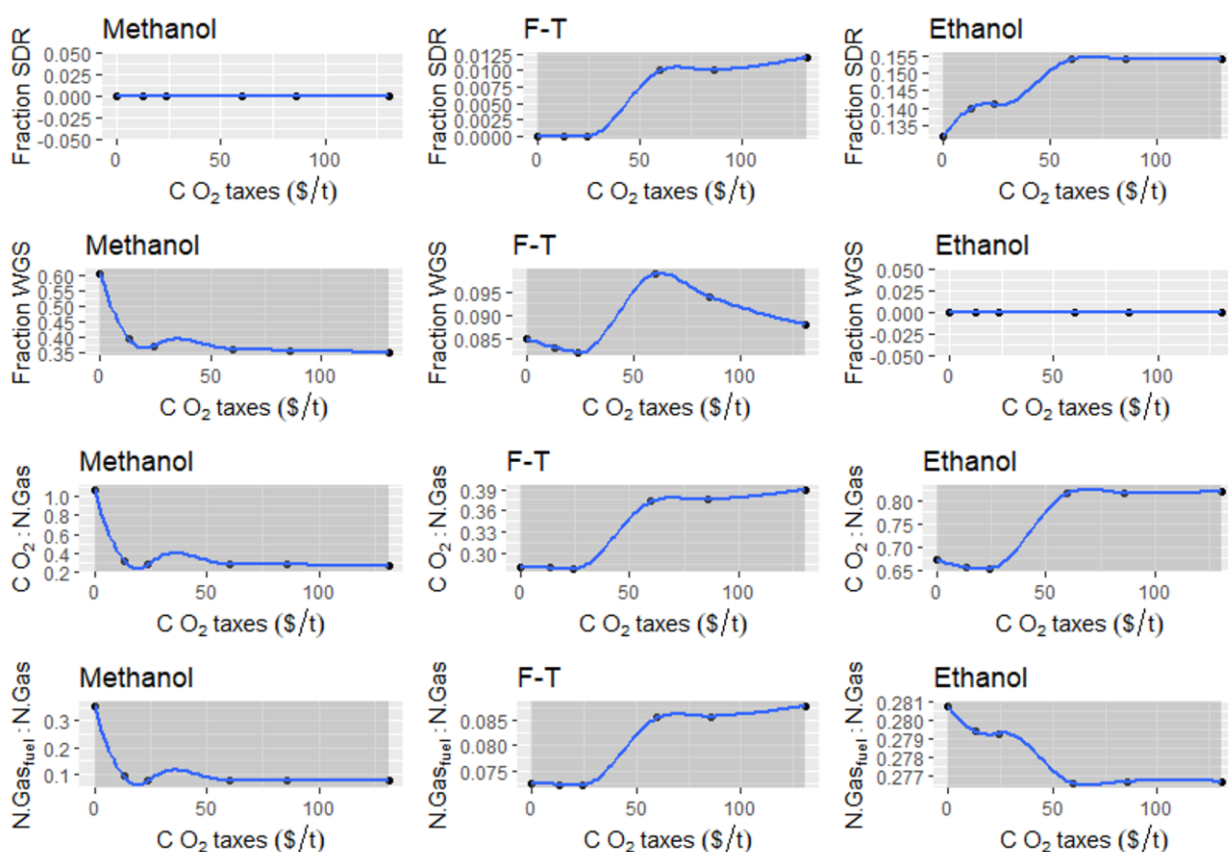 Methanol
Fraction SDR
0.050
0.025
0.000
-0.025
-0.050
0 50 100
C O₂ taxes ($/t)
F-T
Fraction SDR
0.0125
0.0100
0.0075
0.0050
0.0025
0.0000
0 50 100
C O₂ taxes ($/t)
Ethanol
Fraction SDR
0.155
0.145
0.135
0 50 100
C O₂ taxes ($/t)
Methanol
Fraction WGS
0.60
0.55
0.50
0.45
0.40
0.35
0 50 100
C O₂ taxes ($/t)
F-T
Fraction WGS
0.095
0.090
0.085
0 50 100
C O₂ taxes ($/t)
Ethanol
Fraction WGS
0.050
0.025
0.000
-0.025
-0.050
0 50 100
C O₂ taxes ($/t)
Methanol
C O₂ : N.Gas
1.0
0.8
0.6
0.4
0.2
0 50 100
C O₂ taxes ($/t)
F-T
C O₂ : N.Gas
0.39
0.36
0.33
0.30
0 50 100
C O₂ taxes ($/t)
Ethanol
C O₂ : N.Gas
0.80
0.75
0.70
0.65
0 50 100
C O₂ taxes ($/t)
Methanol
N.Gas fuel : N.Gas
0.3
0.2
0.1
0 50 100
C O₂ taxes ($/t)
F-T
N.Gas fuel : N.Gas
0.085
0.080
0.075
0 50 100
C O₂ taxes ($/t)
Ethanol
N.Gas fuel : N.Gas
0.281
0.280
0.279
0.278
0.277
0 50 100
C O₂ taxes ($/t)